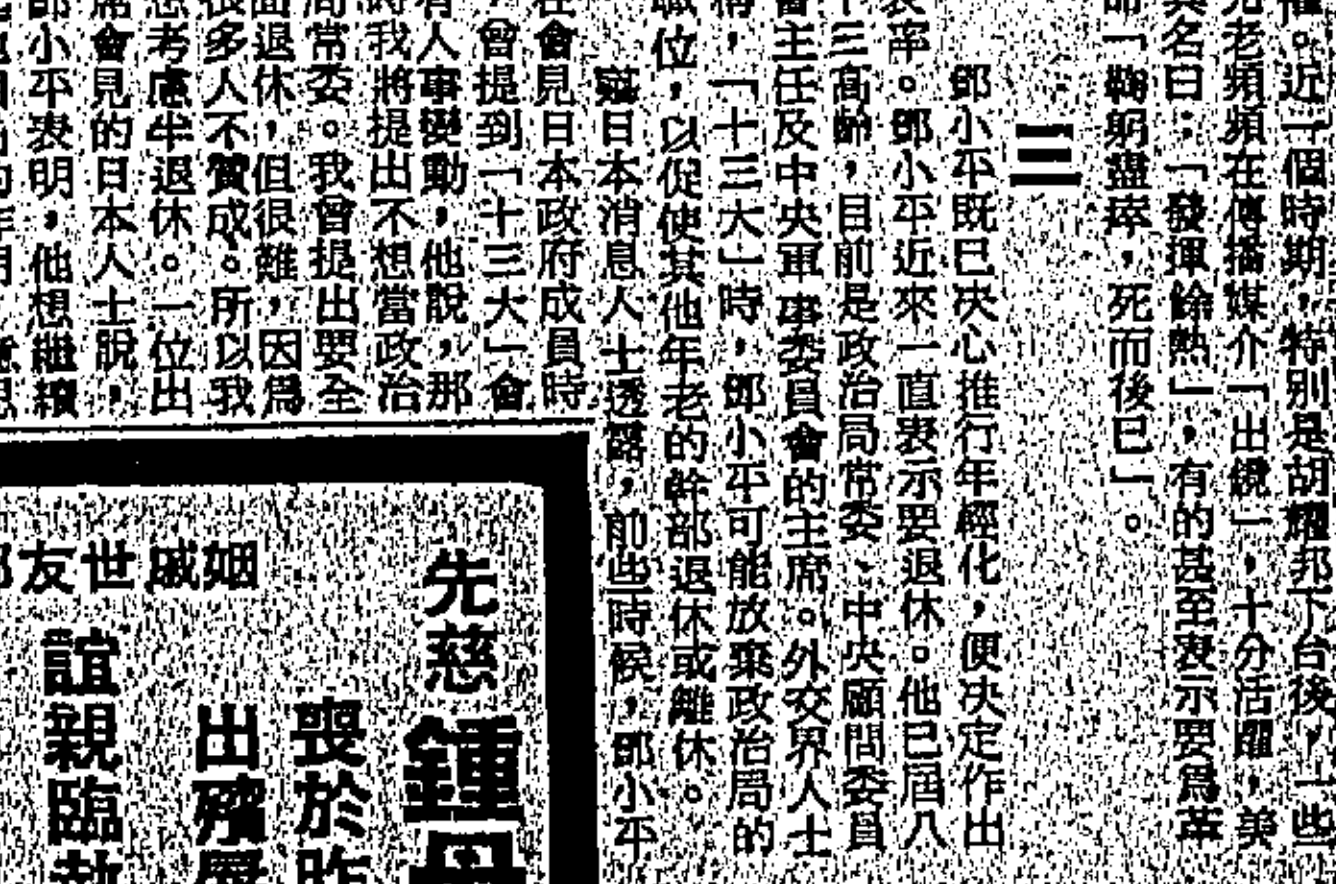 權。近一個時期，特別是胡耀邦下台後，一些
元老頻頻在傳播媒介「出鏡」，十分活躍，美
其名曰：「發揮餘熱」，有的甚至表示要爲革
命「鞠躬盡瘁，死而後已」。
三
鄧小平既已决心推行年輕化，便决定作出
表率。鄧小平近來一直表示要退休。他已屆八
十三高齡，目前是政治局常委、中央顧問委員
會主任及中央軍事委員會的主席。外交界人士
稱，「十三大」時，鄧小平可能放棄政治局的
職位，以促使其他年老的幹部退休或離休。
日本消息人士透露，前些時候，鄧小平
在會見日本政府成員時
，曾提到「十三大」會
有人事變動，他說，那
時我將提出不想當政治
局常委。我曾提出要全
面退休，但很難，因爲
很多人不贊成。所以我
考慮半退休。一位出
席會見的日本人士說，
鄧小平表明，他想繼續
先慈鍾母
喪於昨
出殯
姻戚世友
誼親臨